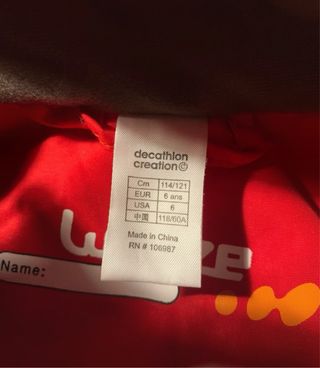 decathlon
creation©
Cm 114/121
EUR 6 ans
USA 6
中国 116/60A
Made in China
RN # 106987
Name: